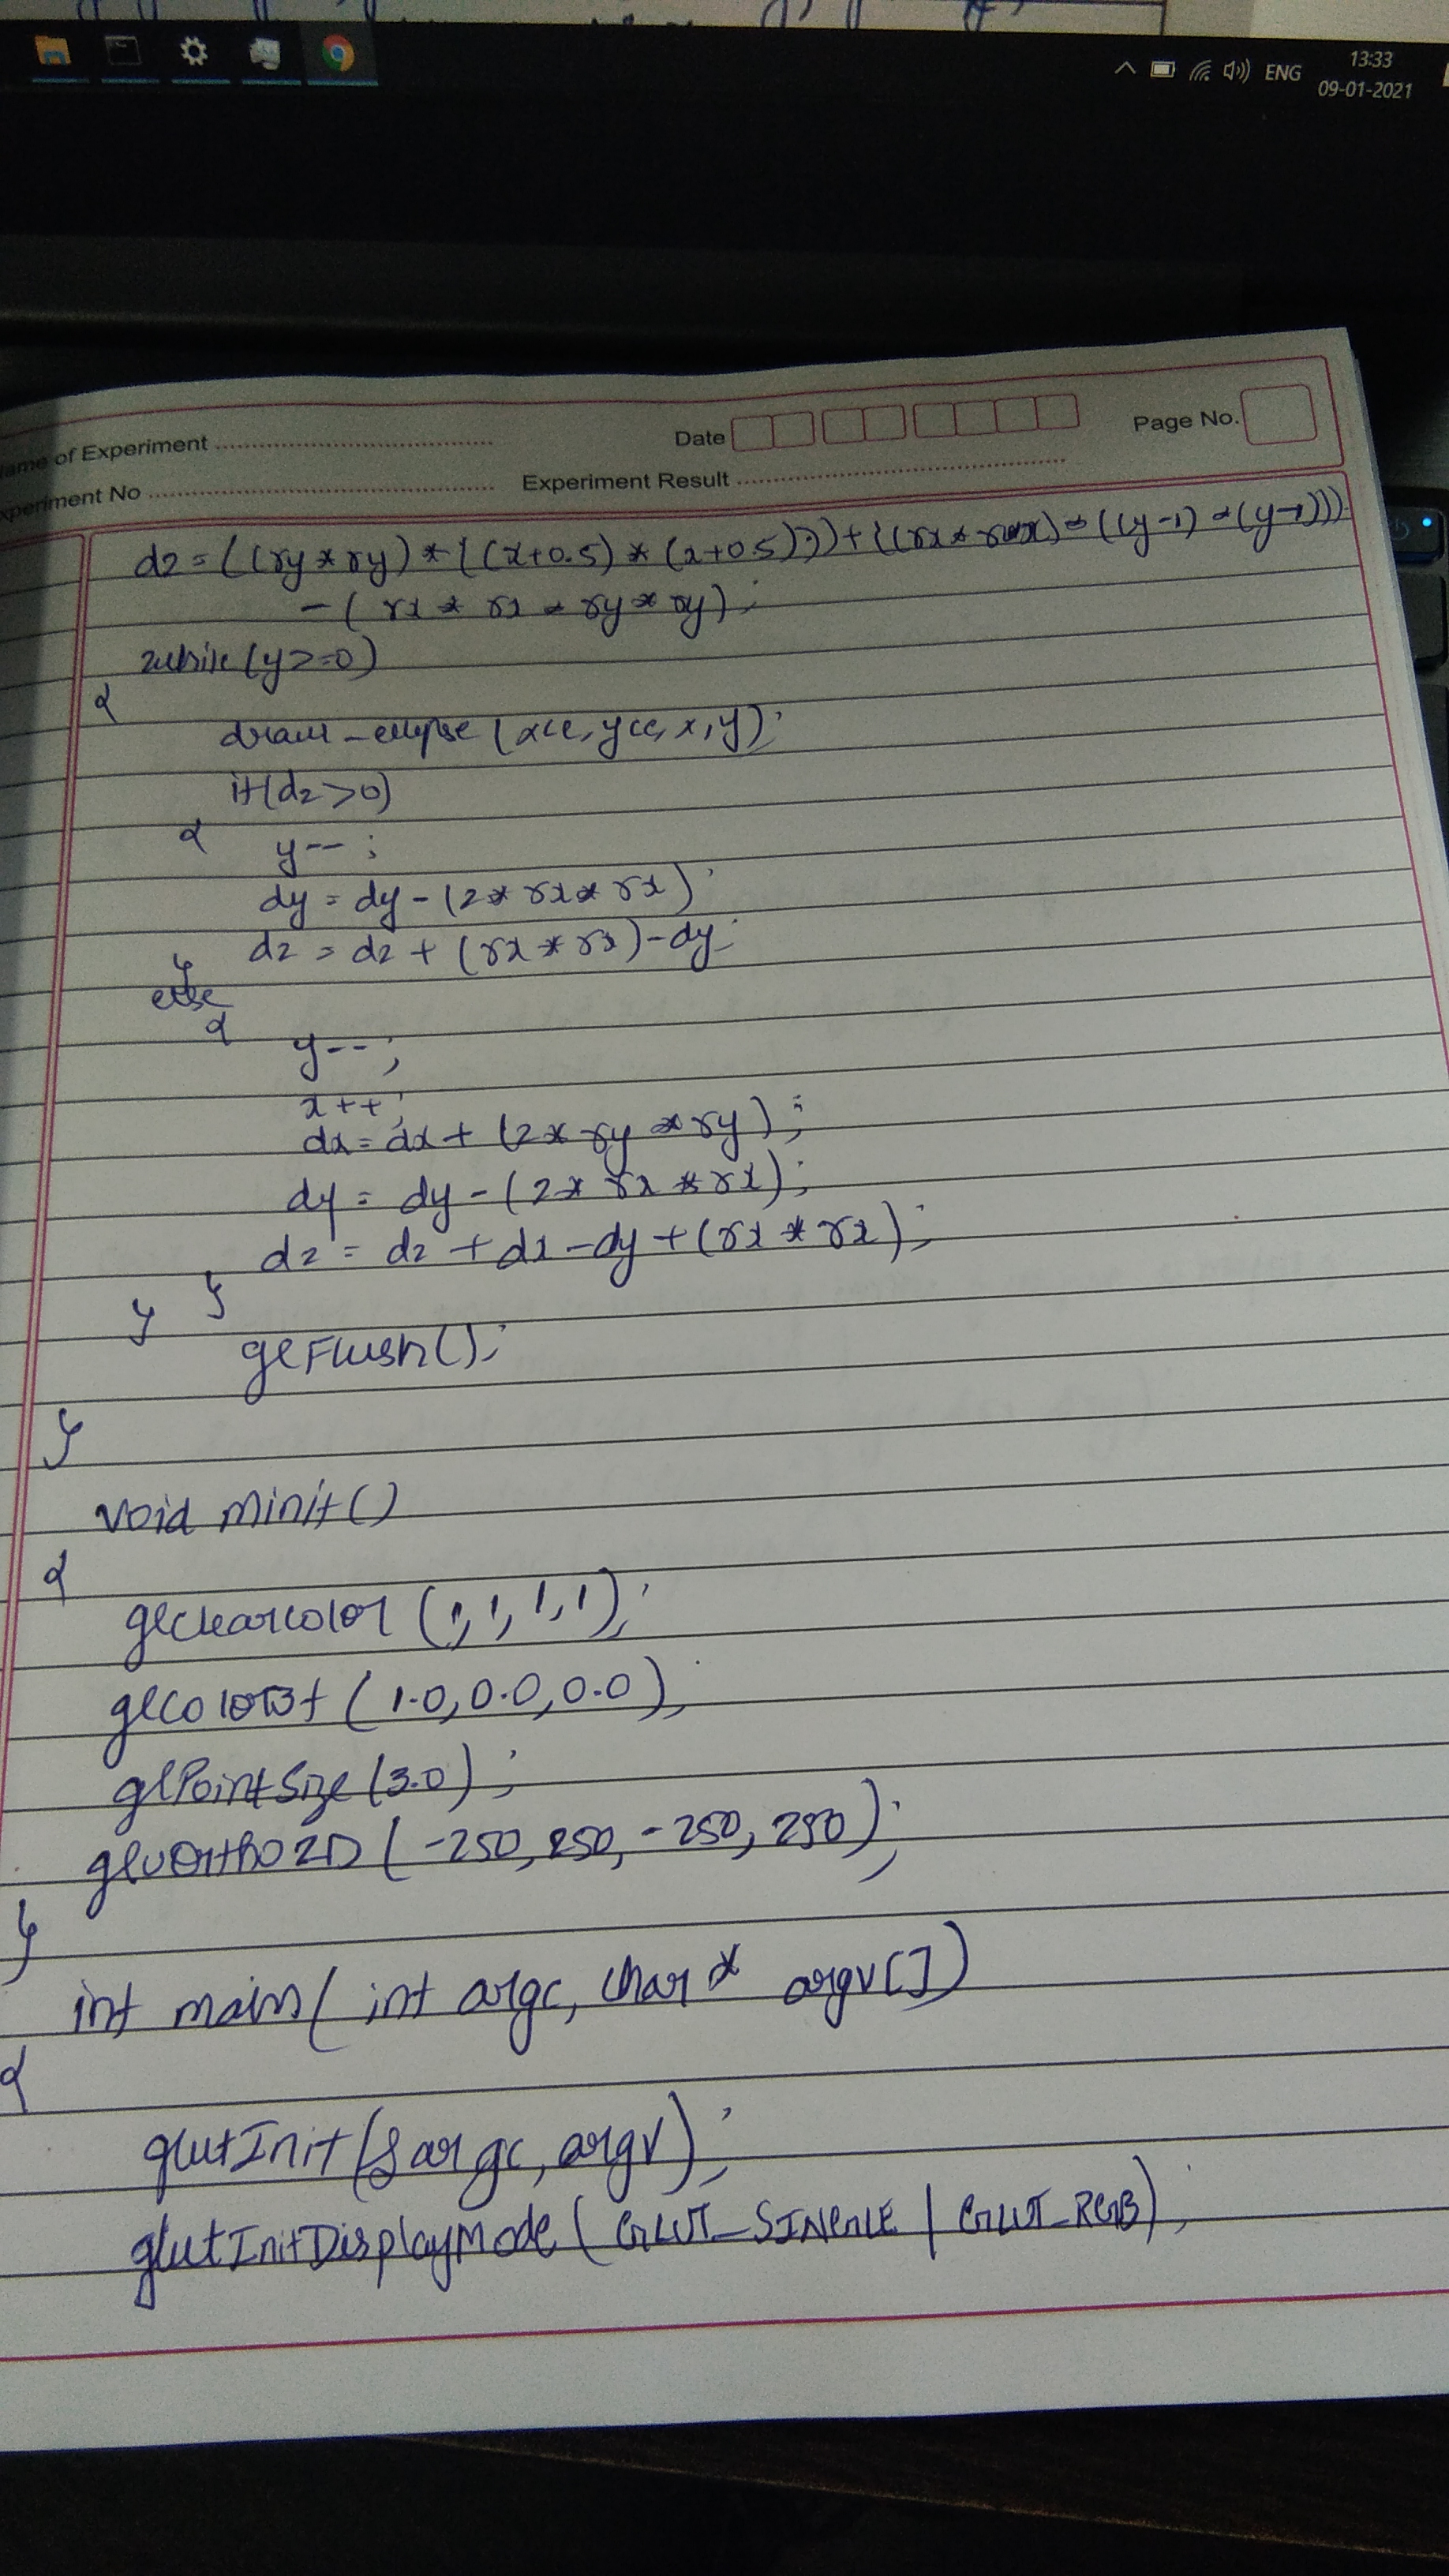 13:33
ENG
09-01-2021
Name of Experiment
Date
Page No.
Experiment No
Experiment Result
d2=((ry*ry)*((x+0.5)*(x+0.5)))+((rx*rx)*((y-1)*(y-1)))
-(rx*rx*ry*ry);
while(y>=0)
{
draw_ellipse(xce,yce,x,y);
if(d2>0)
{
y--;
dy=dy-(2*rx*rx);
d2=d2+(rx*rx)-dy;
}
else
{
y--;
x++;
dx=dx+(2*ry*ry);
dy=dy-(2*rx*rx);
d2=d2+dx-dy+(rx*rx);
} }
glFlush();
}
void minit()
{
glclearcolor(1,1,1,1);
glcolor3f(1.0,0.0,0.0);
glPointSize(3.0);
gluOrtho2D(-250,250,-250,250);
}
int main(int argc, char* argv[])
{
glutInit(&argc,argv);
glutInitDisplayMode(GLUT_SINGLE | GLUT_RGB);